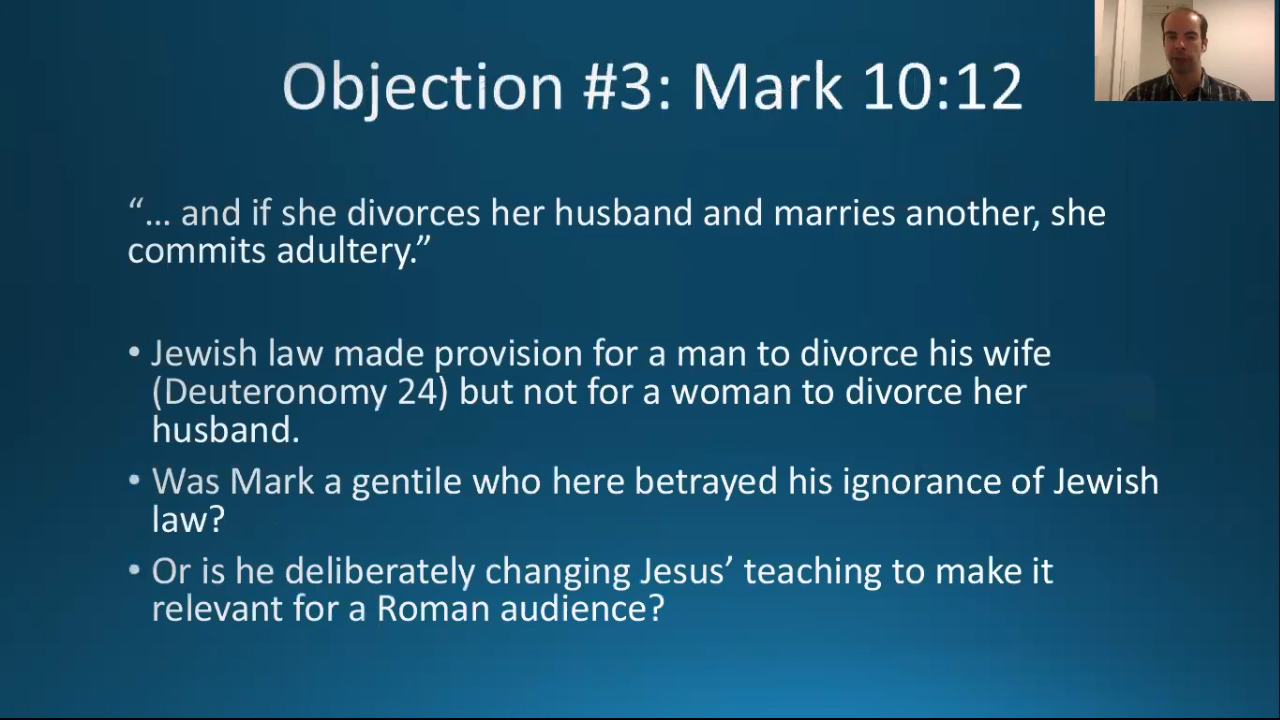 Objection #3: Mark 10:12
“... and if she divorces her husband and marries another, she
commits adultery.”
• Jewish law made provision for a man to divorce his wife
(Deuteronomy 24) but not for a woman to divorce her
husband.
• Was Mark a gentile who here betrayed his ignorance of Jewish
law?
• Or is he deliberately changing Jesus’ teaching to make it
relevant for a Roman audience?